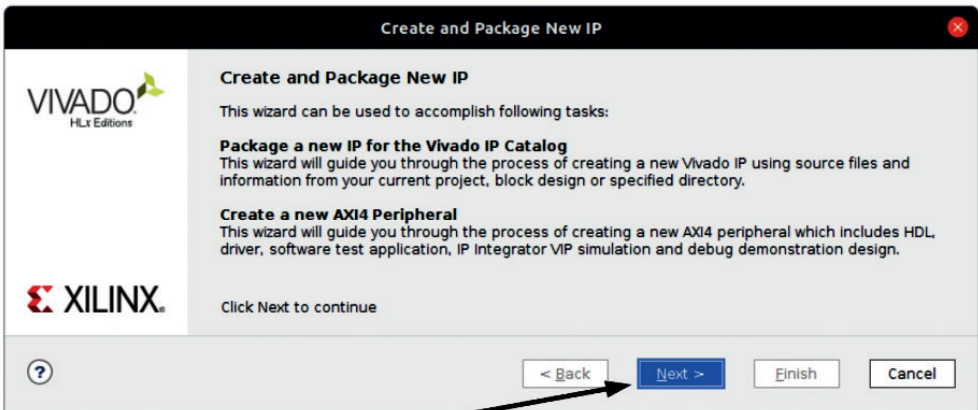 Create and Package New IP
VIVADO
HLx Editions
Create and Package New IP
This wizard can be used to accomplish following tasks:
Package a new IP for the Vivado IP Catalog
This wizard will guide you through the process of creating a new Vivado IP using source files and
information from your current project, block design or specified directory.
Create a new AXI4 Peripheral
This wizard will guide you through the process of creating a new AXI4 peripheral which includes HDL,
driver, software test application, IP Integrator VIP simulation and debug demonstration design.
XILINX.
Click Next to continue
?
< Back
Next >
Finish
Cancel